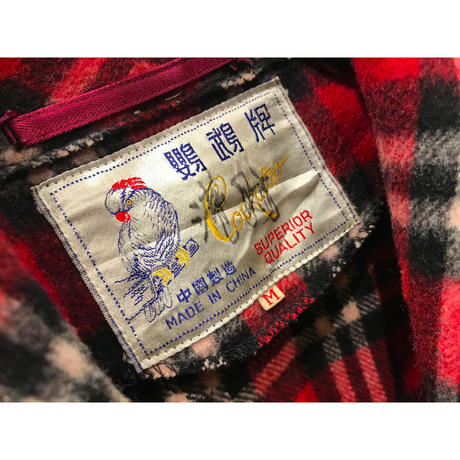 鸚鵡牌
Cockatoo
SUPERIOR
QUALITY
中國製造
MADE IN CHINA
M